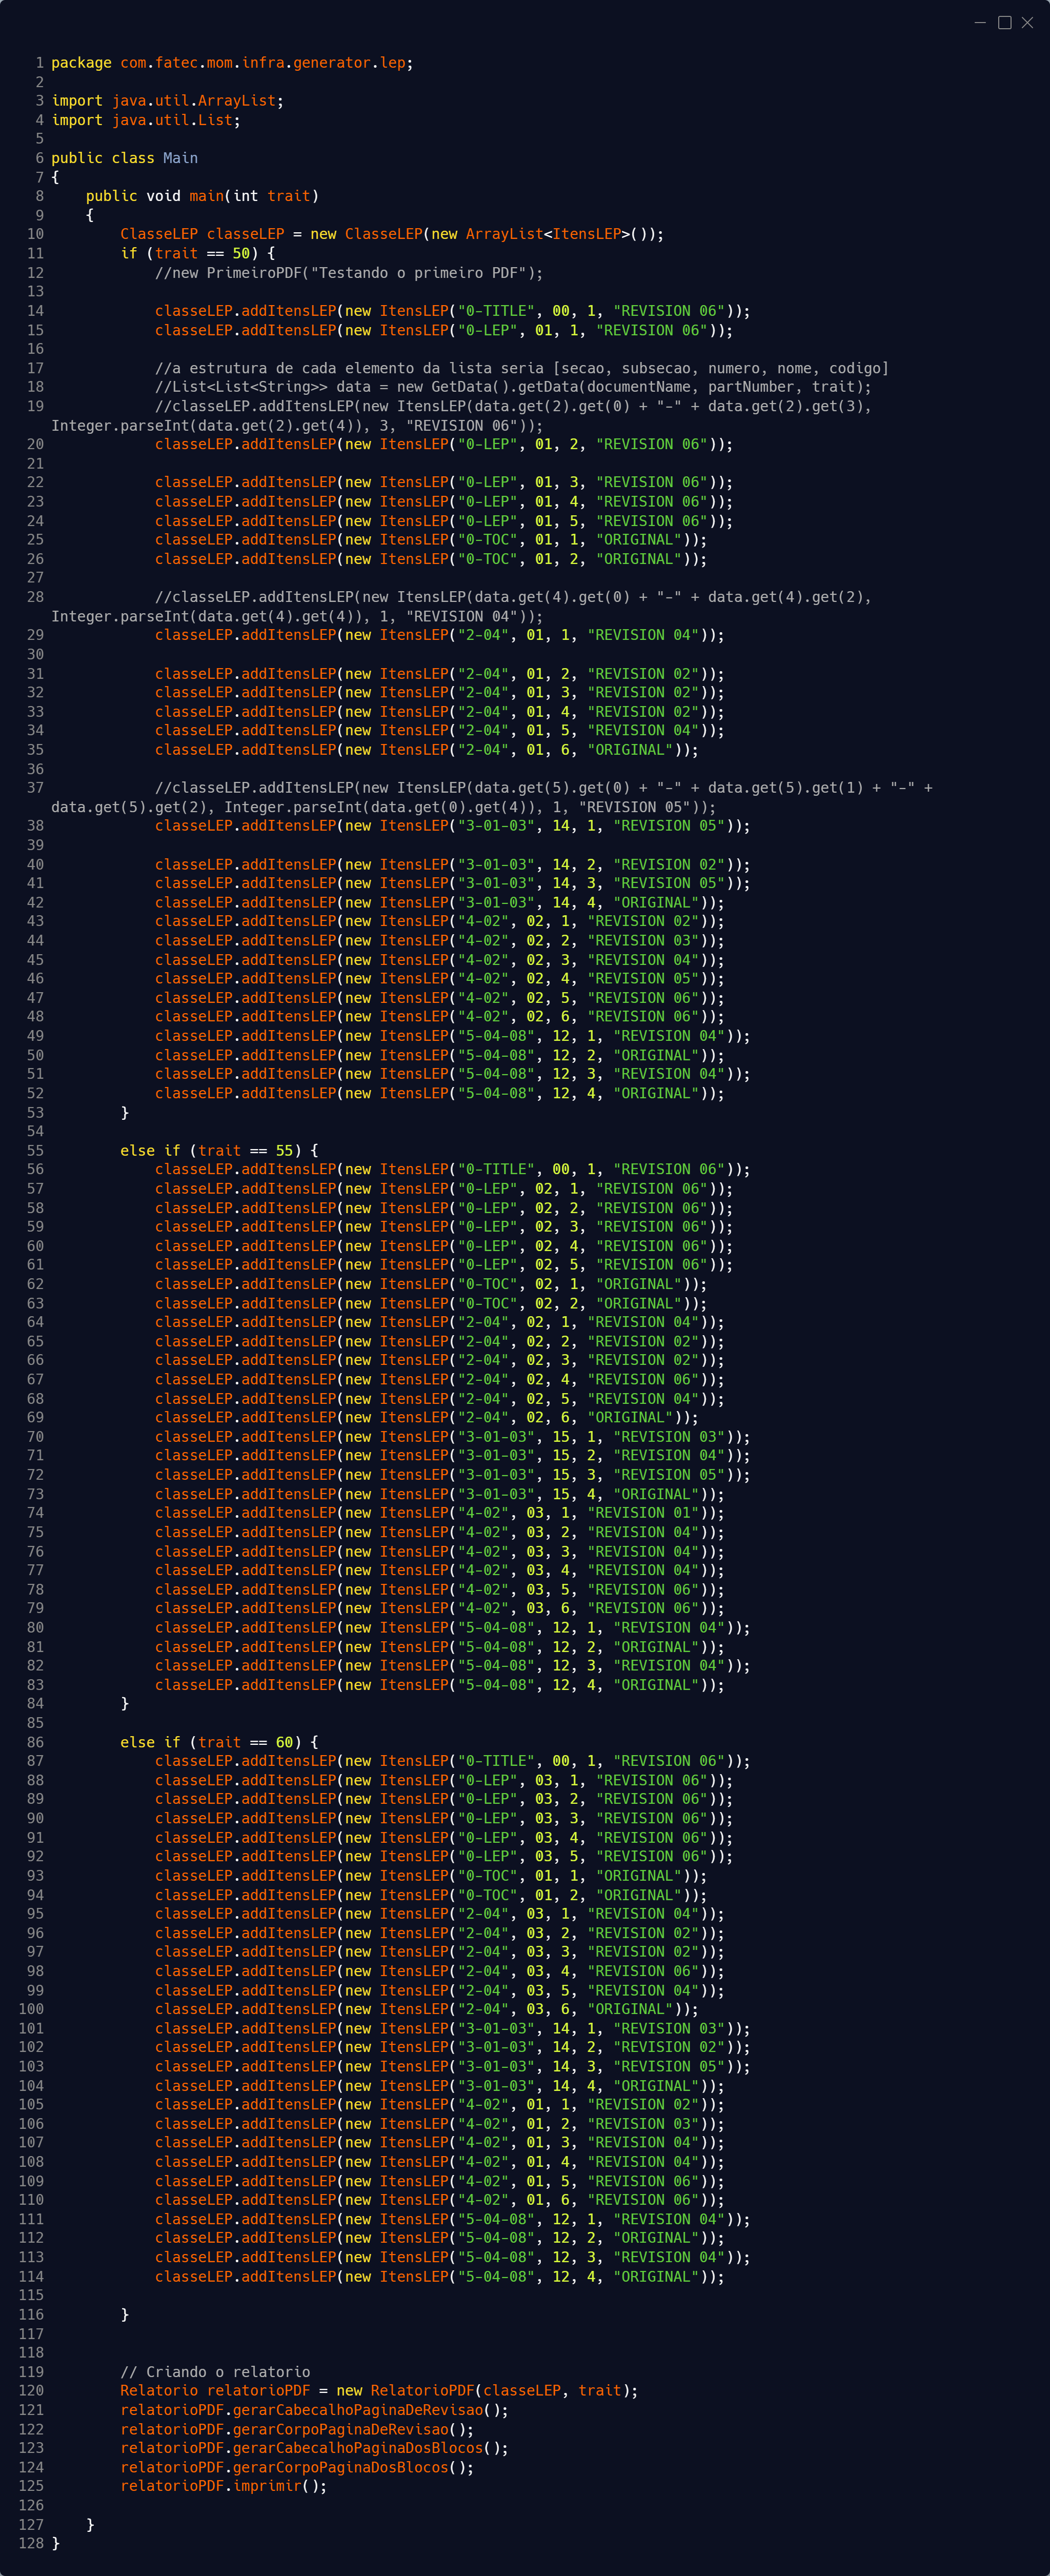 1 package com.fatec.mom.infra.generator.lep;
2
3 import java.util.ArrayList;
4 import java.util.List;
5
6 public class Main
7 {
8     public void main(int trait)
9     {
10         ClasseLEP classeLEP = new ClasseLEP(new ArrayList<ItensLEP>());
11         if (trait == 50) {
12             //new PrimeiroPDF("Testando o primeiro PDF");
13
14             classeLEP.addItensLEP(new ItensLEP("0-TITLE", 00, 1, "REVISION 06"));
15             classeLEP.addItensLEP(new ItensLEP("0-LEP", 01, 1, "REVISION 06"));
16
17             //a estrutura de cada elemento da lista seria [secao, subsecao, numero, nome, codigo]
18             //List<List<String>> data = new GetData().getData(documentName, partNumber, trait);
19             //classeLEP.addItensLEP(new ItensLEP(data.get(2).get(0) + "-" + data.get(2).get(3),
Integer.parseInt(data.get(2).get(4)), 3, "REVISION 06"));
20             classeLEP.addItensLEP(new ItensLEP("0-LEP", 01, 2, "REVISION 06"));
21
22             classeLEP.addItensLEP(new ItensLEP("0-LEP", 01, 3, "REVISION 06"));
23             classeLEP.addItensLEP(new ItensLEP("0-LEP", 01, 4, "REVISION 06"));
24             classeLEP.addItensLEP(new ItensLEP("0-LEP", 01, 5, "REVISION 06"));
25             classeLEP.addItensLEP(new ItensLEP("0-TOC", 01, 1, "ORIGINAL"));
26             classeLEP.addItensLEP(new ItensLEP("0-TOC", 01, 2, "ORIGINAL"));
27
28             //classeLEP.addItensLEP(new ItensLEP(data.get(4).get(0) + "-" + data.get(4).get(2),
Integer.parseInt(data.get(4).get(4)), 1, "REVISION 04"));
29             classeLEP.addItensLEP(new ItensLEP("2-04", 01, 1, "REVISION 04"));
30
31             classeLEP.addItensLEP(new ItensLEP("2-04", 01, 2, "REVISION 02"));
32             classeLEP.addItensLEP(new ItensLEP("2-04", 01, 3, "REVISION 02"));
33             classeLEP.addItensLEP(new ItensLEP("2-04", 01, 4, "REVISION 02"));
34             classeLEP.addItensLEP(new ItensLEP("2-04", 01, 5, "REVISION 04"));
35             classeLEP.addItensLEP(new ItensLEP("2-04", 01, 6, "ORIGINAL"));
36
37             //classeLEP.addItensLEP(new ItensLEP(data.get(5).get(0) + "-" + data.get(5).get(1) + "-" +
data.get(5).get(2), Integer.parseInt(data.get(0).get(4)), 1, "REVISION 05"));
38             classeLEP.addItensLEP(new ItensLEP("3-01-03", 14, 1, "REVISION 05"));
39
40             classeLEP.addItensLEP(new ItensLEP("3-01-03", 14, 2, "REVISION 02"));
41             classeLEP.addItensLEP(new ItensLEP("3-01-03", 14, 3, "REVISION 05"));
42             classeLEP.addItensLEP(new ItensLEP("3-01-03", 14, 4, "ORIGINAL"));
43             classeLEP.addItensLEP(new ItensLEP("4-02", 02, 1, "REVISION 02"));
44             classeLEP.addItensLEP(new ItensLEP("4-02", 02, 2, "REVISION 03"));
45             classeLEP.addItensLEP(new ItensLEP("4-02", 02, 3, "REVISION 04"));
46             classeLEP.addItensLEP(new ItensLEP("4-02", 02, 4, "REVISION 05"));
47             classeLEP.addItensLEP(new ItensLEP("4-02", 02, 5, "REVISION 06"));
48             classeLEP.addItensLEP(new ItensLEP("4-02", 02, 6, "REVISION 06"));
49             classeLEP.addItensLEP(new ItensLEP("5-04-08", 12, 1, "REVISION 04"));
50             classeLEP.addItensLEP(new ItensLEP("5-04-08", 12, 2, "ORIGINAL"));
51             classeLEP.addItensLEP(new ItensLEP("5-04-08", 12, 3, "REVISION 04"));
52             classeLEP.addItensLEP(new ItensLEP("5-04-08", 12, 4, "ORIGINAL"));
53         }
54
55         else if (trait == 55) {
56             classeLEP.addItensLEP(new ItensLEP("0-TITLE", 00, 1, "REVISION 06"));
57             classeLEP.addItensLEP(new ItensLEP("0-LEP", 02, 1, "REVISION 06"));
58             classeLEP.addItensLEP(new ItensLEP("0-LEP", 02, 2, "REVISION 06"));
59             classeLEP.addItensLEP(new ItensLEP("0-LEP", 02, 3, "REVISION 06"));
60             classeLEP.addItensLEP(new ItensLEP("0-LEP", 02, 4, "REVISION 06"));
61             classeLEP.addItensLEP(new ItensLEP("0-LEP", 02, 5, "REVISION 06"));
62             classeLEP.addItensLEP(new ItensLEP("0-TOC", 02, 1, "ORIGINAL"));
63             classeLEP.addItensLEP(new ItensLEP("0-TOC", 02, 2, "ORIGINAL"));
64             classeLEP.addItensLEP(new ItensLEP("2-04", 02, 1, "REVISION 04"));
65             classeLEP.addItensLEP(new ItensLEP("2-04", 02, 2, "REVISION 02"));
66             classeLEP.addItensLEP(new ItensLEP("2-04", 02, 3, "REVISION 02"));
67             classeLEP.addItensLEP(new ItensLEP("2-04", 02, 4, "REVISION 06"));
68             classeLEP.addItensLEP(new ItensLEP("2-04", 02, 5, "REVISION 04"));
69             classeLEP.addItensLEP(new ItensLEP("2-04", 02, 6, "ORIGINAL"));
70             classeLEP.addItensLEP(new ItensLEP("3-01-03", 15, 1, "REVISION 03"));
71             classeLEP.addItensLEP(new ItensLEP("3-01-03", 15, 2, "REVISION 04"));
72             classeLEP.addItensLEP(new ItensLEP("3-01-03", 15, 3, "REVISION 05"));
73             classeLEP.addItensLEP(new ItensLEP("3-01-03", 15, 4, "ORIGINAL"));
74             classeLEP.addItensLEP(new ItensLEP("4-02", 03, 1, "REVISION 01"));
75             classeLEP.addItensLEP(new ItensLEP("4-02", 03, 2, "REVISION 04"));
76             classeLEP.addItensLEP(new ItensLEP("4-02", 03, 3, "REVISION 04"));
77             classeLEP.addItensLEP(new ItensLEP("4-02", 03, 4, "REVISION 04"));
78             classeLEP.addItensLEP(new ItensLEP("4-02", 03, 5, "REVISION 06"));
79             classeLEP.addItensLEP(new ItensLEP("4-02", 03, 6, "REVISION 06"));
80             classeLEP.addItensLEP(new ItensLEP("5-04-08", 12, 1, "REVISION 04"));
81             classeLEP.addItensLEP(new ItensLEP("5-04-08", 12, 2, "ORIGINAL"));
82             classeLEP.addItensLEP(new ItensLEP("5-04-08", 12, 3, "REVISION 04"));
83             classeLEP.addItensLEP(new ItensLEP("5-04-08", 12, 4, "ORIGINAL"));
84         }
85
86         else if (trait == 60) {
87             classeLEP.addItensLEP(new ItensLEP("0-TITLE", 00, 1, "REVISION 06"));
88             classeLEP.addItensLEP(new ItensLEP("0-LEP", 03, 1, "REVISION 06"));
89             classeLEP.addItensLEP(new ItensLEP("0-LEP", 03, 2, "REVISION 06"));
90             classeLEP.addItensLEP(new ItensLEP("0-LEP", 03, 3, "REVISION 06"));
91             classeLEP.addItensLEP(new ItensLEP("0-LEP", 03, 4, "REVISION 06"));
92             classeLEP.addItensLEP(new ItensLEP("0-LEP", 03, 5, "REVISION 06"));
93             classeLEP.addItensLEP(new ItensLEP("0-TOC", 01, 1, "ORIGINAL"));
94             classeLEP.addItensLEP(new ItensLEP("0-TOC", 01, 2, "ORIGINAL"));
95             classeLEP.addItensLEP(new ItensLEP("2-04", 03, 1, "REVISION 04"));
96             classeLEP.addItensLEP(new ItensLEP("2-04", 03, 2, "REVISION 02"));
97             classeLEP.addItensLEP(new ItensLEP("2-04", 03, 3, "REVISION 02"));
98             classeLEP.addItensLEP(new ItensLEP("2-04", 03, 4, "REVISION 06"));
99             classeLEP.addItensLEP(new ItensLEP("2-04", 03, 5, "REVISION 04"));
100             classeLEP.addItensLEP(new ItensLEP("2-04", 03, 6, "ORIGINAL"));
101             classeLEP.addItensLEP(new ItensLEP("3-01-03", 14, 1, "REVISION 03"));
102             classeLEP.addItensLEP(new ItensLEP("3-01-03", 14, 2, "REVISION 02"));
103             classeLEP.addItensLEP(new ItensLEP("3-01-03", 14, 3, "REVISION 05"));
104             classeLEP.addItensLEP(new ItensLEP("3-01-03", 14, 4, "ORIGINAL"));
105             classeLEP.addItensLEP(new ItensLEP("4-02", 01, 1, "REVISION 02"));
106             classeLEP.addItensLEP(new ItensLEP("4-02", 01, 2, "REVISION 03"));
107             classeLEP.addItensLEP(new ItensLEP("4-02", 01, 3, "REVISION 04"));
108             classeLEP.addItensLEP(new ItensLEP("4-02", 01, 4, "REVISION 04"));
109             classeLEP.addItensLEP(new ItensLEP("4-02", 01, 5, "REVISION 06"));
110             classeLEP.addItensLEP(new ItensLEP("4-02", 01, 6, "REVISION 06"));
111             classeLEP.addItensLEP(new ItensLEP("5-04-08", 12, 1, "REVISION 04"));
112             classeLEP.addItensLEP(new ItensLEP("5-04-08", 12, 2, "ORIGINAL"));
113             classeLEP.addItensLEP(new ItensLEP("5-04-08", 12, 3, "REVISION 04"));
114             classeLEP.addItensLEP(new ItensLEP("5-04-08", 12, 4, "ORIGINAL"));
115
116         }
117
118
119         // Criando o relatorio
120         Relatorio relatorioPDF = new RelatorioPDF(classeLEP, trait);
121         relatorioPDF.gerarCabecalhoPaginaDeRevisao();
122         relatorioPDF.gerarCorpoPaginaDeRevisao();
123         relatorioPDF.gerarCabecalhoPaginaDosBlocos();
124         relatorioPDF.gerarCorpoPaginaDosBlocos();
125         relatorioPDF.imprimir();
126
127     }
128 }